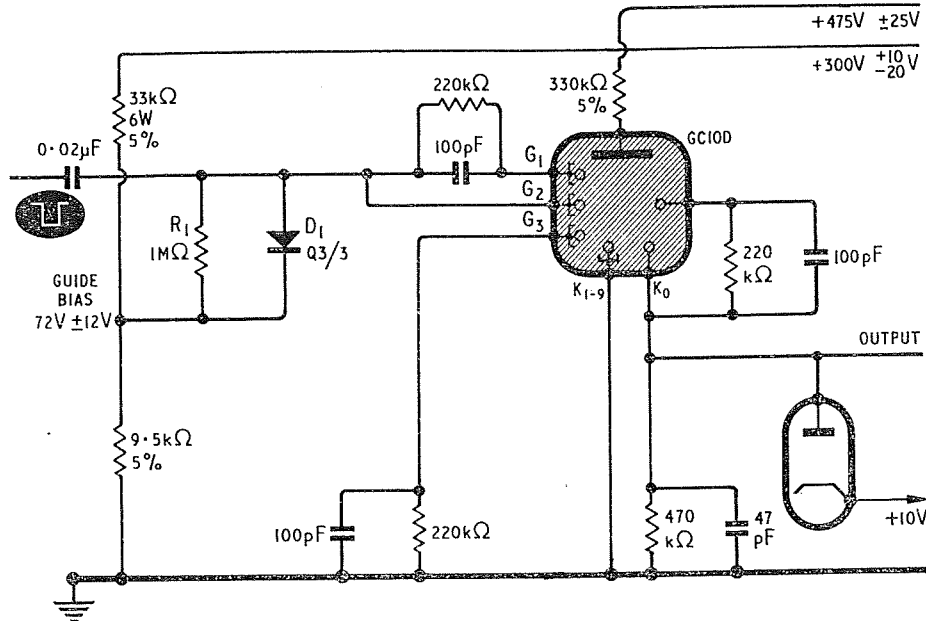 +475V ±25V
+300V +10 -20 V
33kΩ
6W
5%
220kΩ
330kΩ
5%
GC10D
0·02µF
100pF
G1
G2
G3
R1
1MΩ
D1
Q3/3
220
kΩ
100pF
GUIDE
BIAS
72V ±12V
K1-9
K0
OUTPUT
9·5kΩ
5%
100pF
220kΩ
470
kΩ
47
pF
+10V